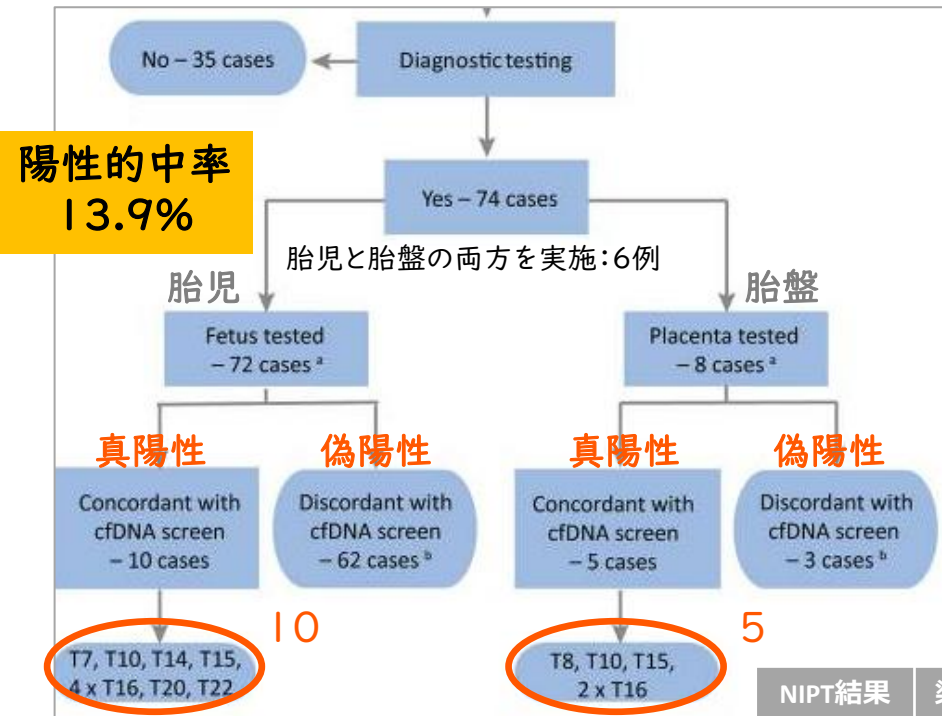 No – 35 cases
Diagnostic testing
陽性的中率
13.9%
Yes – 74 cases
胎児と胎盤の両方を実施:6例
胎児
胎盤
Fetus tested
– 72 cases ᵃ
Placenta tested
– 8 cases ᵃ
真陽性
偽陽性
真陽性
偽陽性
Concordant with
cfDNA screen
– 10 cases
Discordant with
cfDNA screen
– 62 cases ᵇ
Concordant with
cfDNA screen
– 5 cases
Discordant with
cfDNA screen
– 3 cases ᵇ
10
5
T7, T10, T14, T15,
4 x T16, T20, T22
T8, T10, T15,
2 x T16
NIPT結果